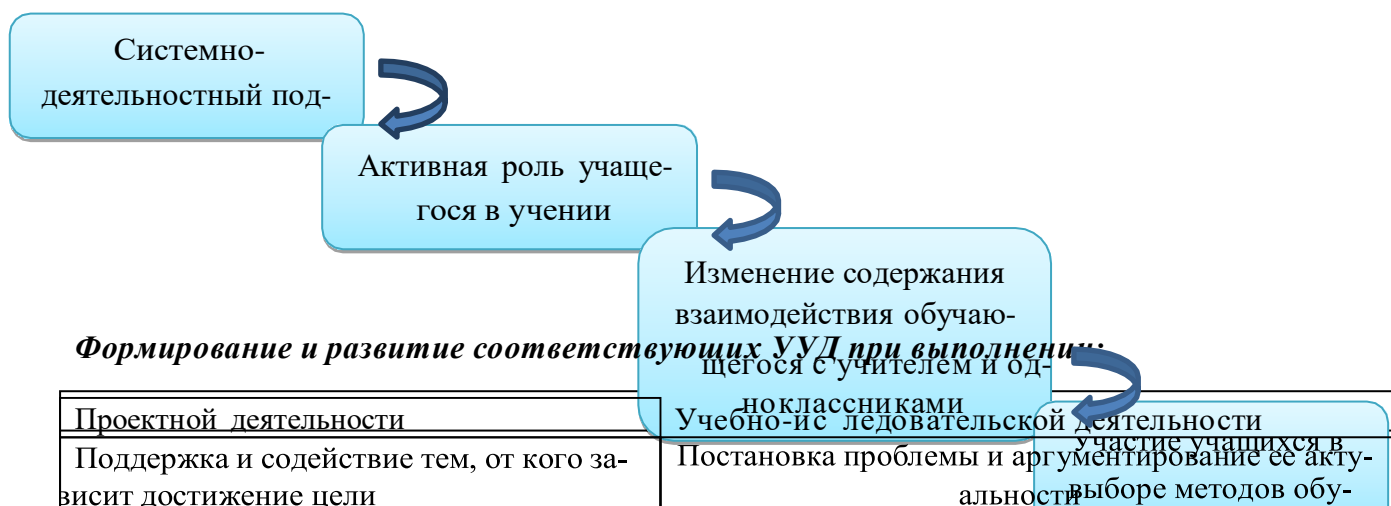 Системно-
деятельностный под-
Активная роль учаще-
гося в учении
Изменение содержания
взаимодействия обучаю-
щегося с учителем и од-
ноклассниками
Участие учащихся в
выборе методов обу-
Формирование и развитие соответствующих УУД при выполнении:
Проектной деятельности
Учебно-ис ледовательской деятельности
Поддержка и содействие тем, от кого за-
висит достижение цели
Постановка проблемы и аргументирование её акту-
альности